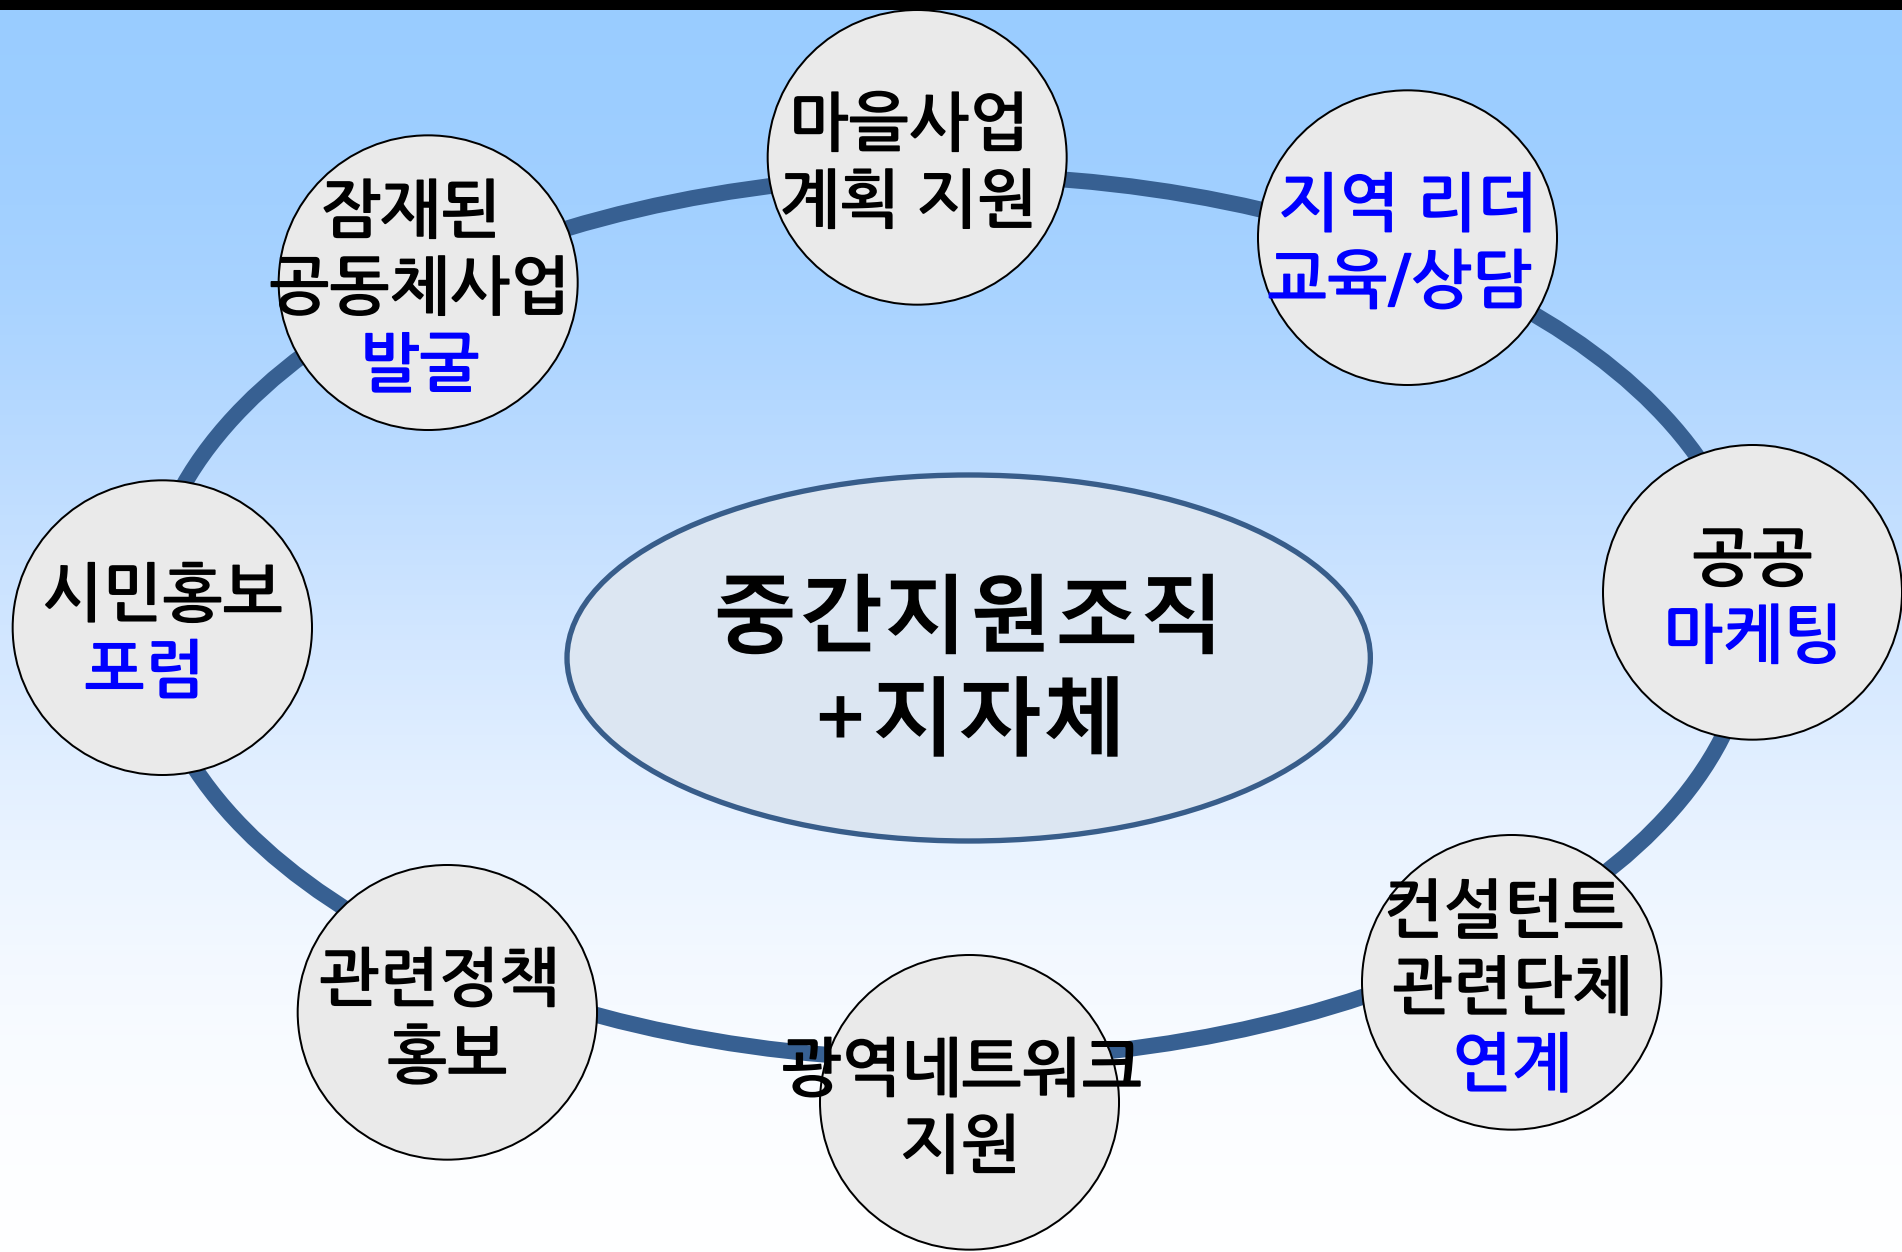 마을사업
계획 지원
지역 리더
교육/상담
공공
마케팅
컨설턴트
관련단체
연계
광역네트워크
지원
관련정책
홍보
시민홍보
포럼
잠재된
공동체사업
발굴
중간지원조직
+지자체